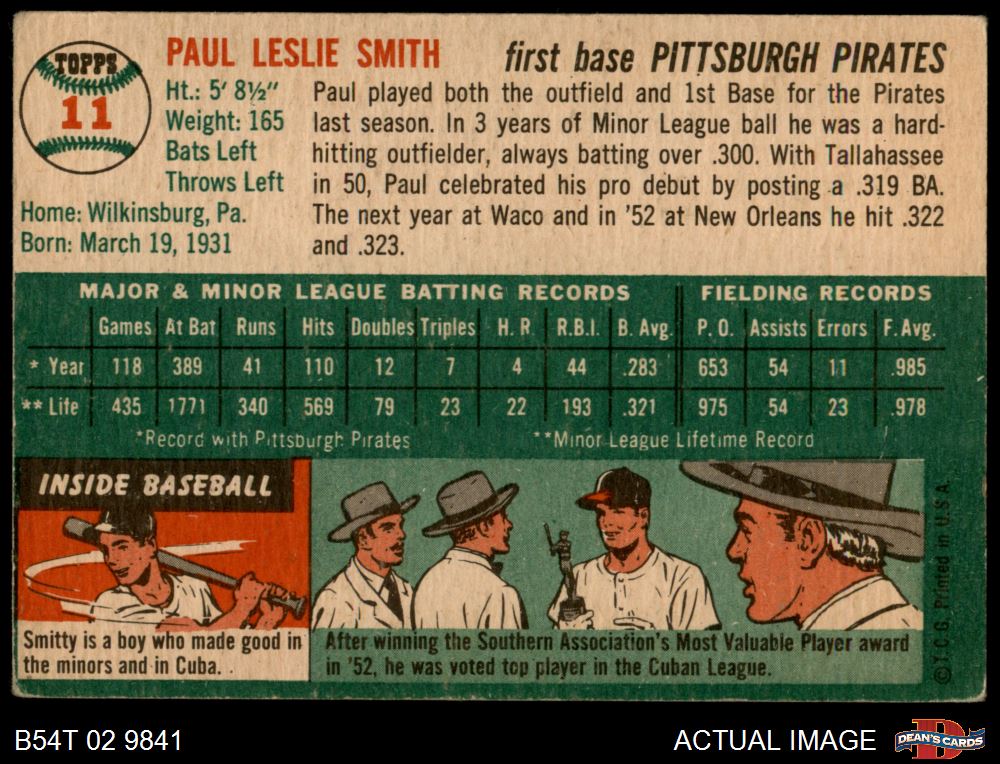 TOPPS
11
PAUL LESLIE SMITH
first base PITTSBURGH PIRATES
Ht.: 5' 8½"
Weight: 165
Bats Left
Throws Left
Home: Wilkinsburg, Pa.
Born: March 19, 1931
Paul played both the outfield and 1st Base for the Pirates
last season. In 3 years of Minor League ball he was a hard-
hitting outfielder, always batting over .300. With Tallahassee
in 50, Paul celebrated his pro debut by posting a .319 BA.
The next year at Waco and in '52 at New Orleans he hit .322
and .323.
MAJOR & MINOR LEAGUE BATTING RECORDS FIELDING RECORDS
Games At Bat Runs Hits Doubles Triples H. R. R.B.I. B. Avg. P. O. Assists Errors F. Avg.
* Year 118 389 41 110 12 7 4 44 .283 653 54 11 .985
** Life 435 1771 340 569 79 23 22 193 .321 975 54 23 .978
*Record with Pittsburgh Pirates **Minor League Lifetime Record
INSIDE BASEBALL
Smitty is a boy who made good in
the minors and in Cuba. .
After winning the Southern Association's Most Valuable Player award
in '52, he was voted top player in the Cuban League.
© T. C. G. Printed in U.S.A.
B54T 02 9841
ACTUAL IMAGE
DEAN'S CARDS